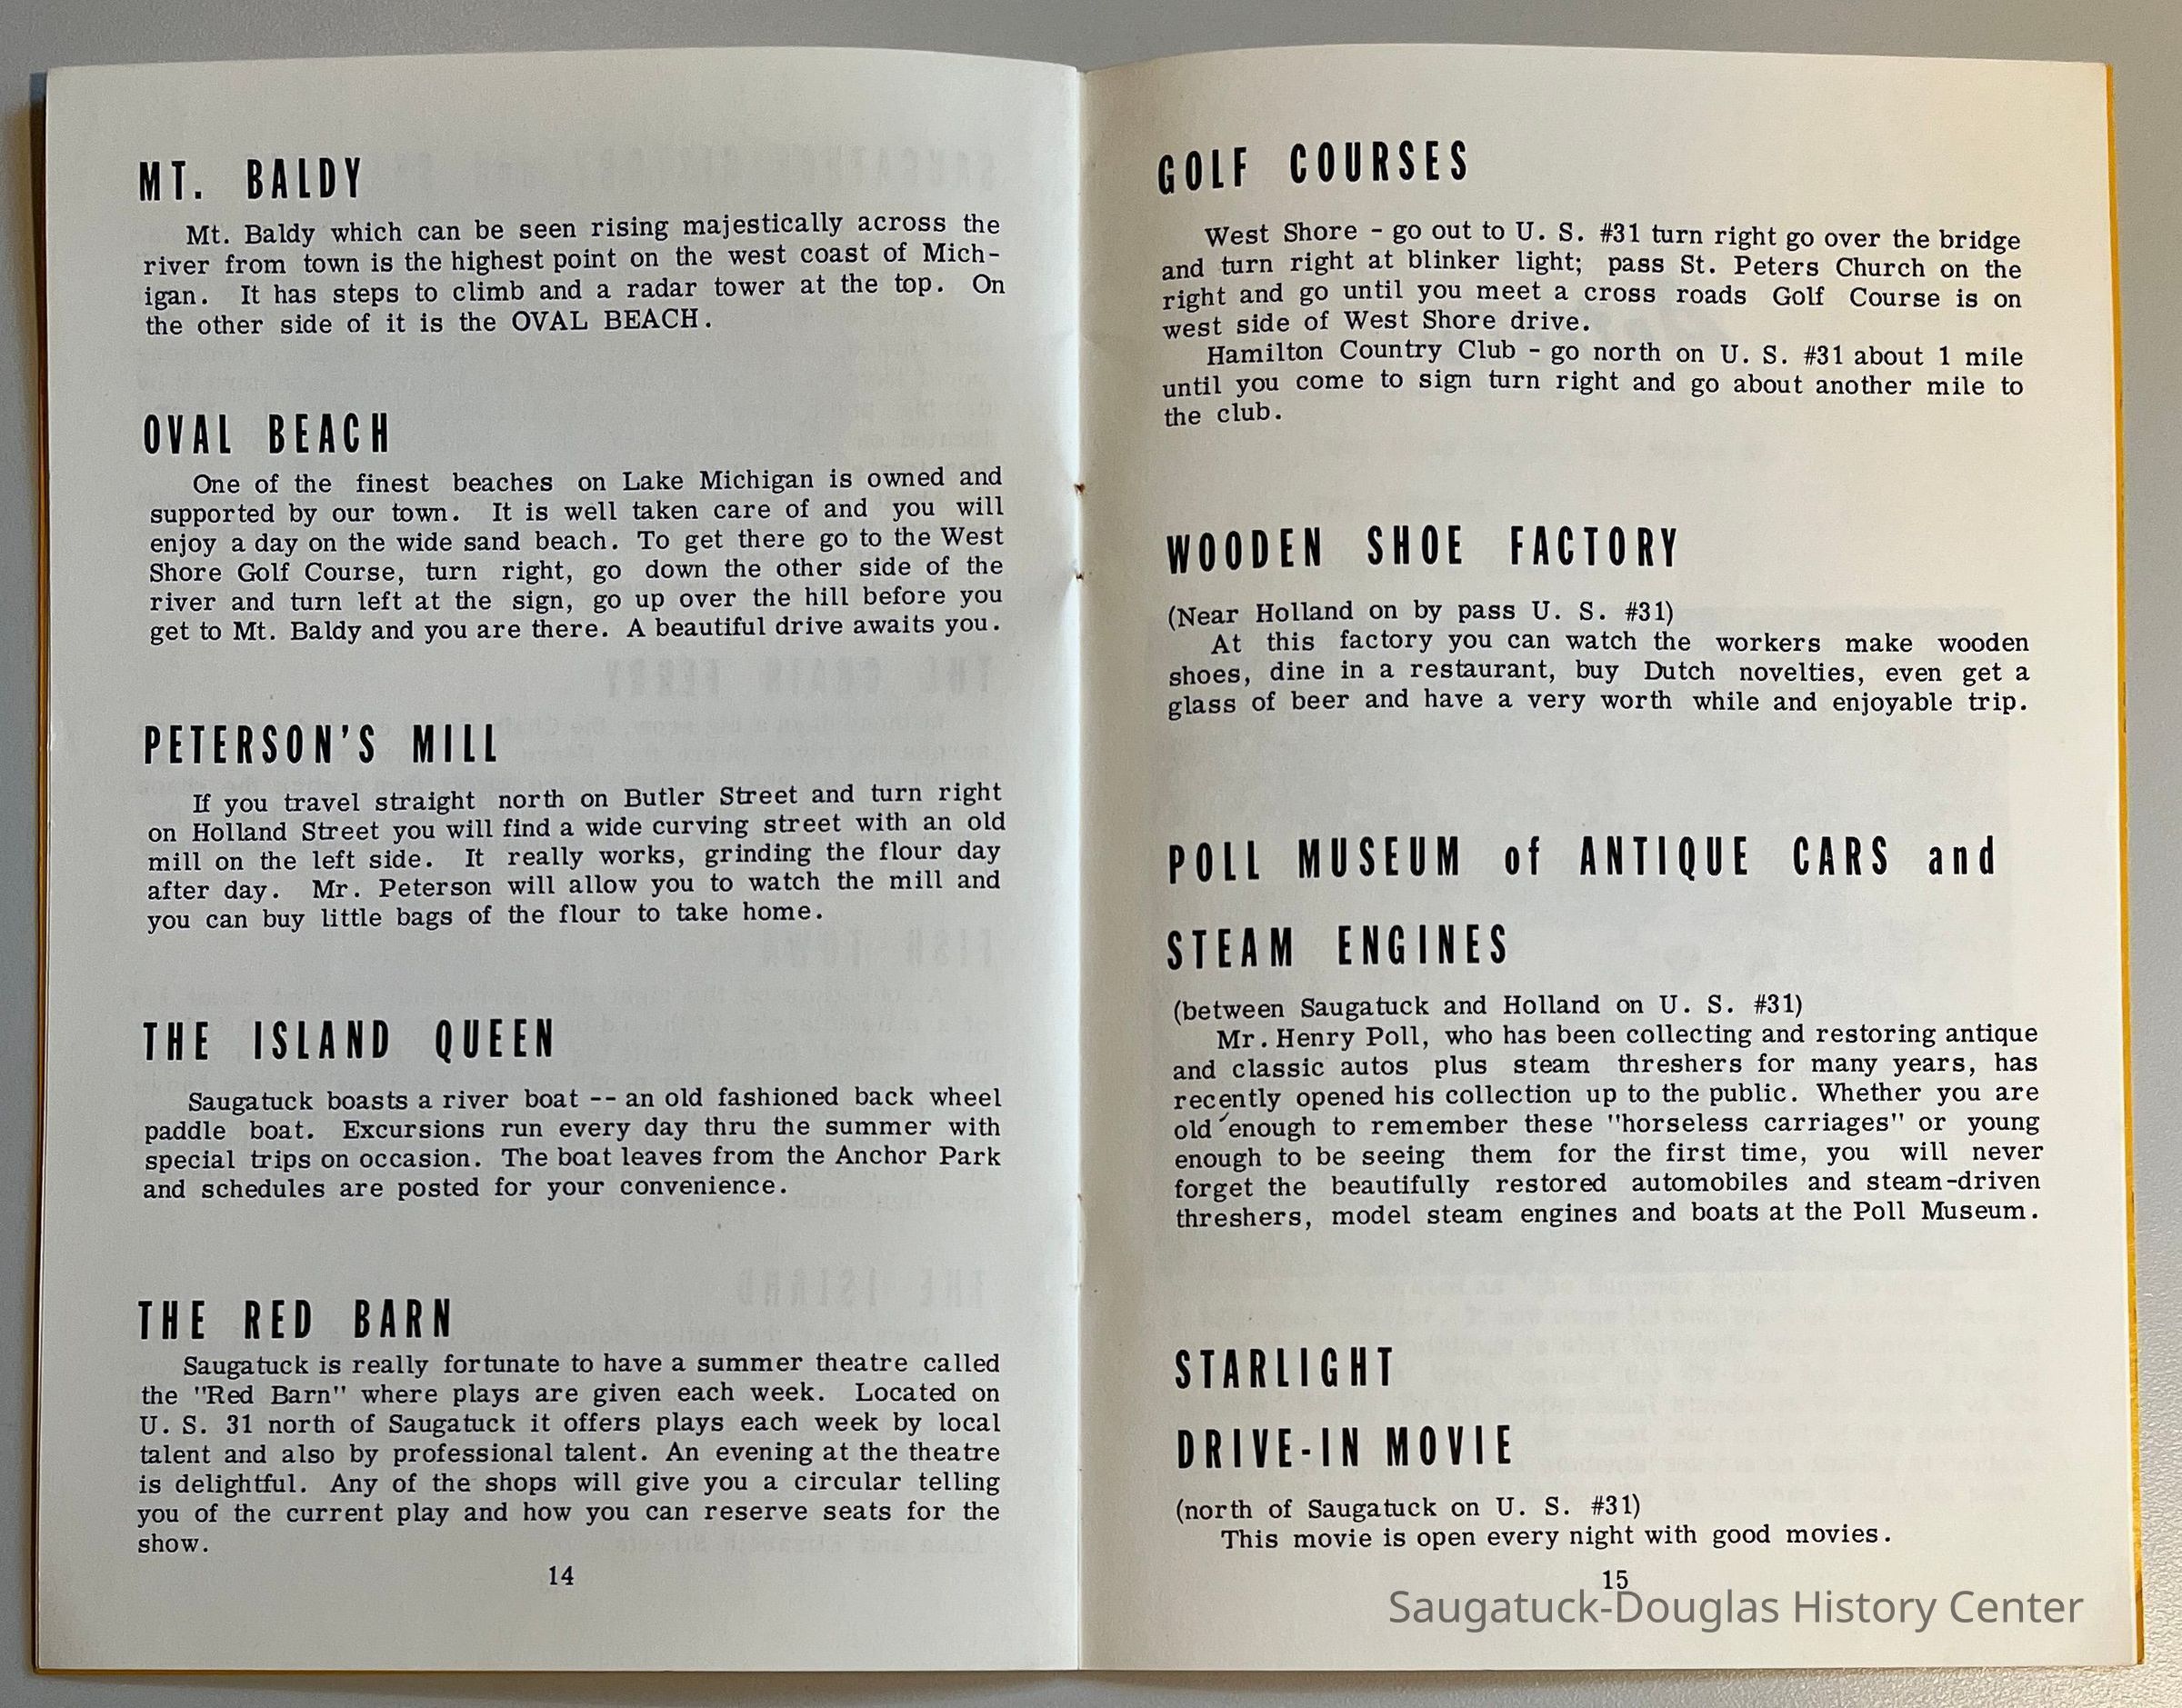 MT. BALDY
Mt. Baldy which can be seen rising majestically across the
river from town is the highest point on the west coast of Mich-
igan. It has steps to climb and a radar tower at the top. On
the other side of it is the OVAL BEACH.
OVAL BEACH
One of the finest beaches on Lake Michigan is owned and
supported by our town. It is well taken care of and you will
enjoy a day on the wide sand beach. To get there go to the West
Shore Golf Course, turn right, go down the other side of the
river and turn left at the sign, go up over the hill before you
get to Mt. Baldy and you are there. A beautiful drive awaits you.
PETERSON'S MILL
If you travel straight north on Butler Street and turn right
on Holland Street you will find a wide curving street with an old
mill on the left side. It really works, grinding the flour day
after day. Mr. Peterson will allow you to watch the mill and
you can buy little bags of the flour to take home.
THE ISLAND QUEEN
Saugatuck boasts a river boat -- an old fashioned back wheel
paddle boat. Excursions run every day thru the summer with
special trips on occasion. The boat leaves from the Anchor Park
and schedules are posted for your convenience.
THE RED BARN
Saugatuck is really fortunate to have a summer theatre called
the "Red Barn" where plays are given each week. Located on
U. S. 31 north of Saugatuck it offers plays each week by local
talent and also by professional talent. An evening at the theatre
is delightful. Any of the shops will give you a circular telling
you of the current play and how you can reserve seats for the
show.
14
GOLF COURSES
West Shore - go out to U. S. #31 turn right go over the bridge
and turn right at blinker light; pass St. Peters Church on the
right and go until you meet a cross roads Golf Course is on
west side of West Shore drive.
Hamilton Country Club - go north on U. S. #31 about 1 mile
until you come to sign turn right and go about another mile to
the club.
WOODEN SHOE FACTORY
(Near Holland on by pass U. S. #31)
At this factory you can watch the workers make wooden
shoes, dine in a restaurant, buy Dutch novelties, even get a
glass of beer and have a very worth while and enjoyable trip.
POLL MUSEUM of ANTIQUE CARS and
STEAM ENGINES
(between Saugatuck and Holland on U. S. #31)
Mr. Henry Poll, who has been collecting and restoring antique
and classic autos plus steam threshers for many years, has
recently opened his collection up to the public. Whether you are
old enough to remember these "horseless carriages" or young
enough to be seeing them for the first time, you will never
forget the beautifully restored automobiles and steam-driven
threshers, model steam engines and boats at the Poll Museum.
STARLIGHT
DRIVE-IN MOVIE
(north of Saugatuck on U. S. #31)
This movie is open every night with good movies.
15
Saugatuck-Douglas History Center